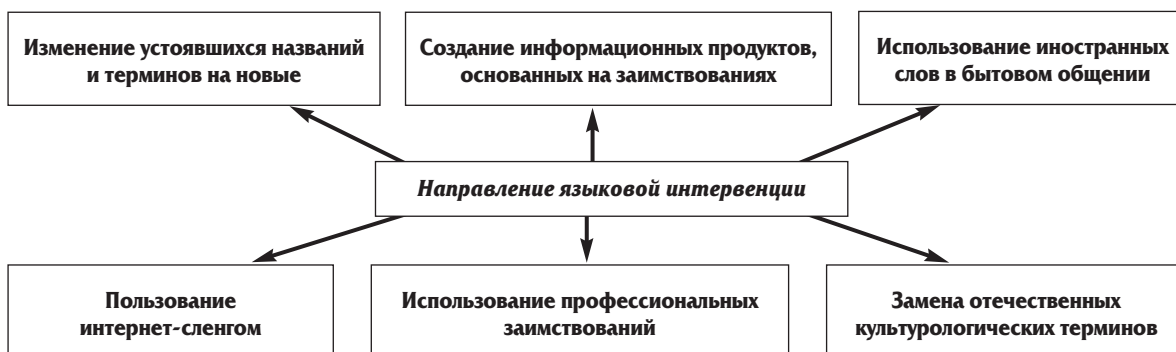 Изменение устоявшихся названий
и терминов на новые
Создание информационных продуктов,
основанных на заимствованиях
Использование иностранных
слов в бытовом общении
Направление языковой интервенции
Пользование
интернет-сленгом
Использование профессиональных
заимствований
Замена отечественных
культурологических терминов